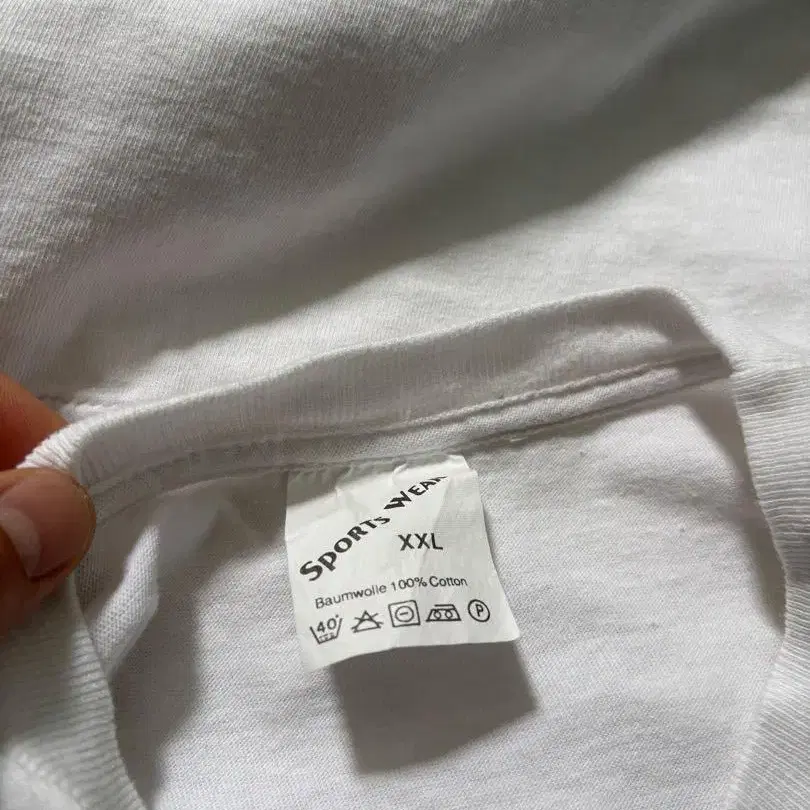 SPORTS WEAR
XXL
Baumwolle 100% Cotton
40° P